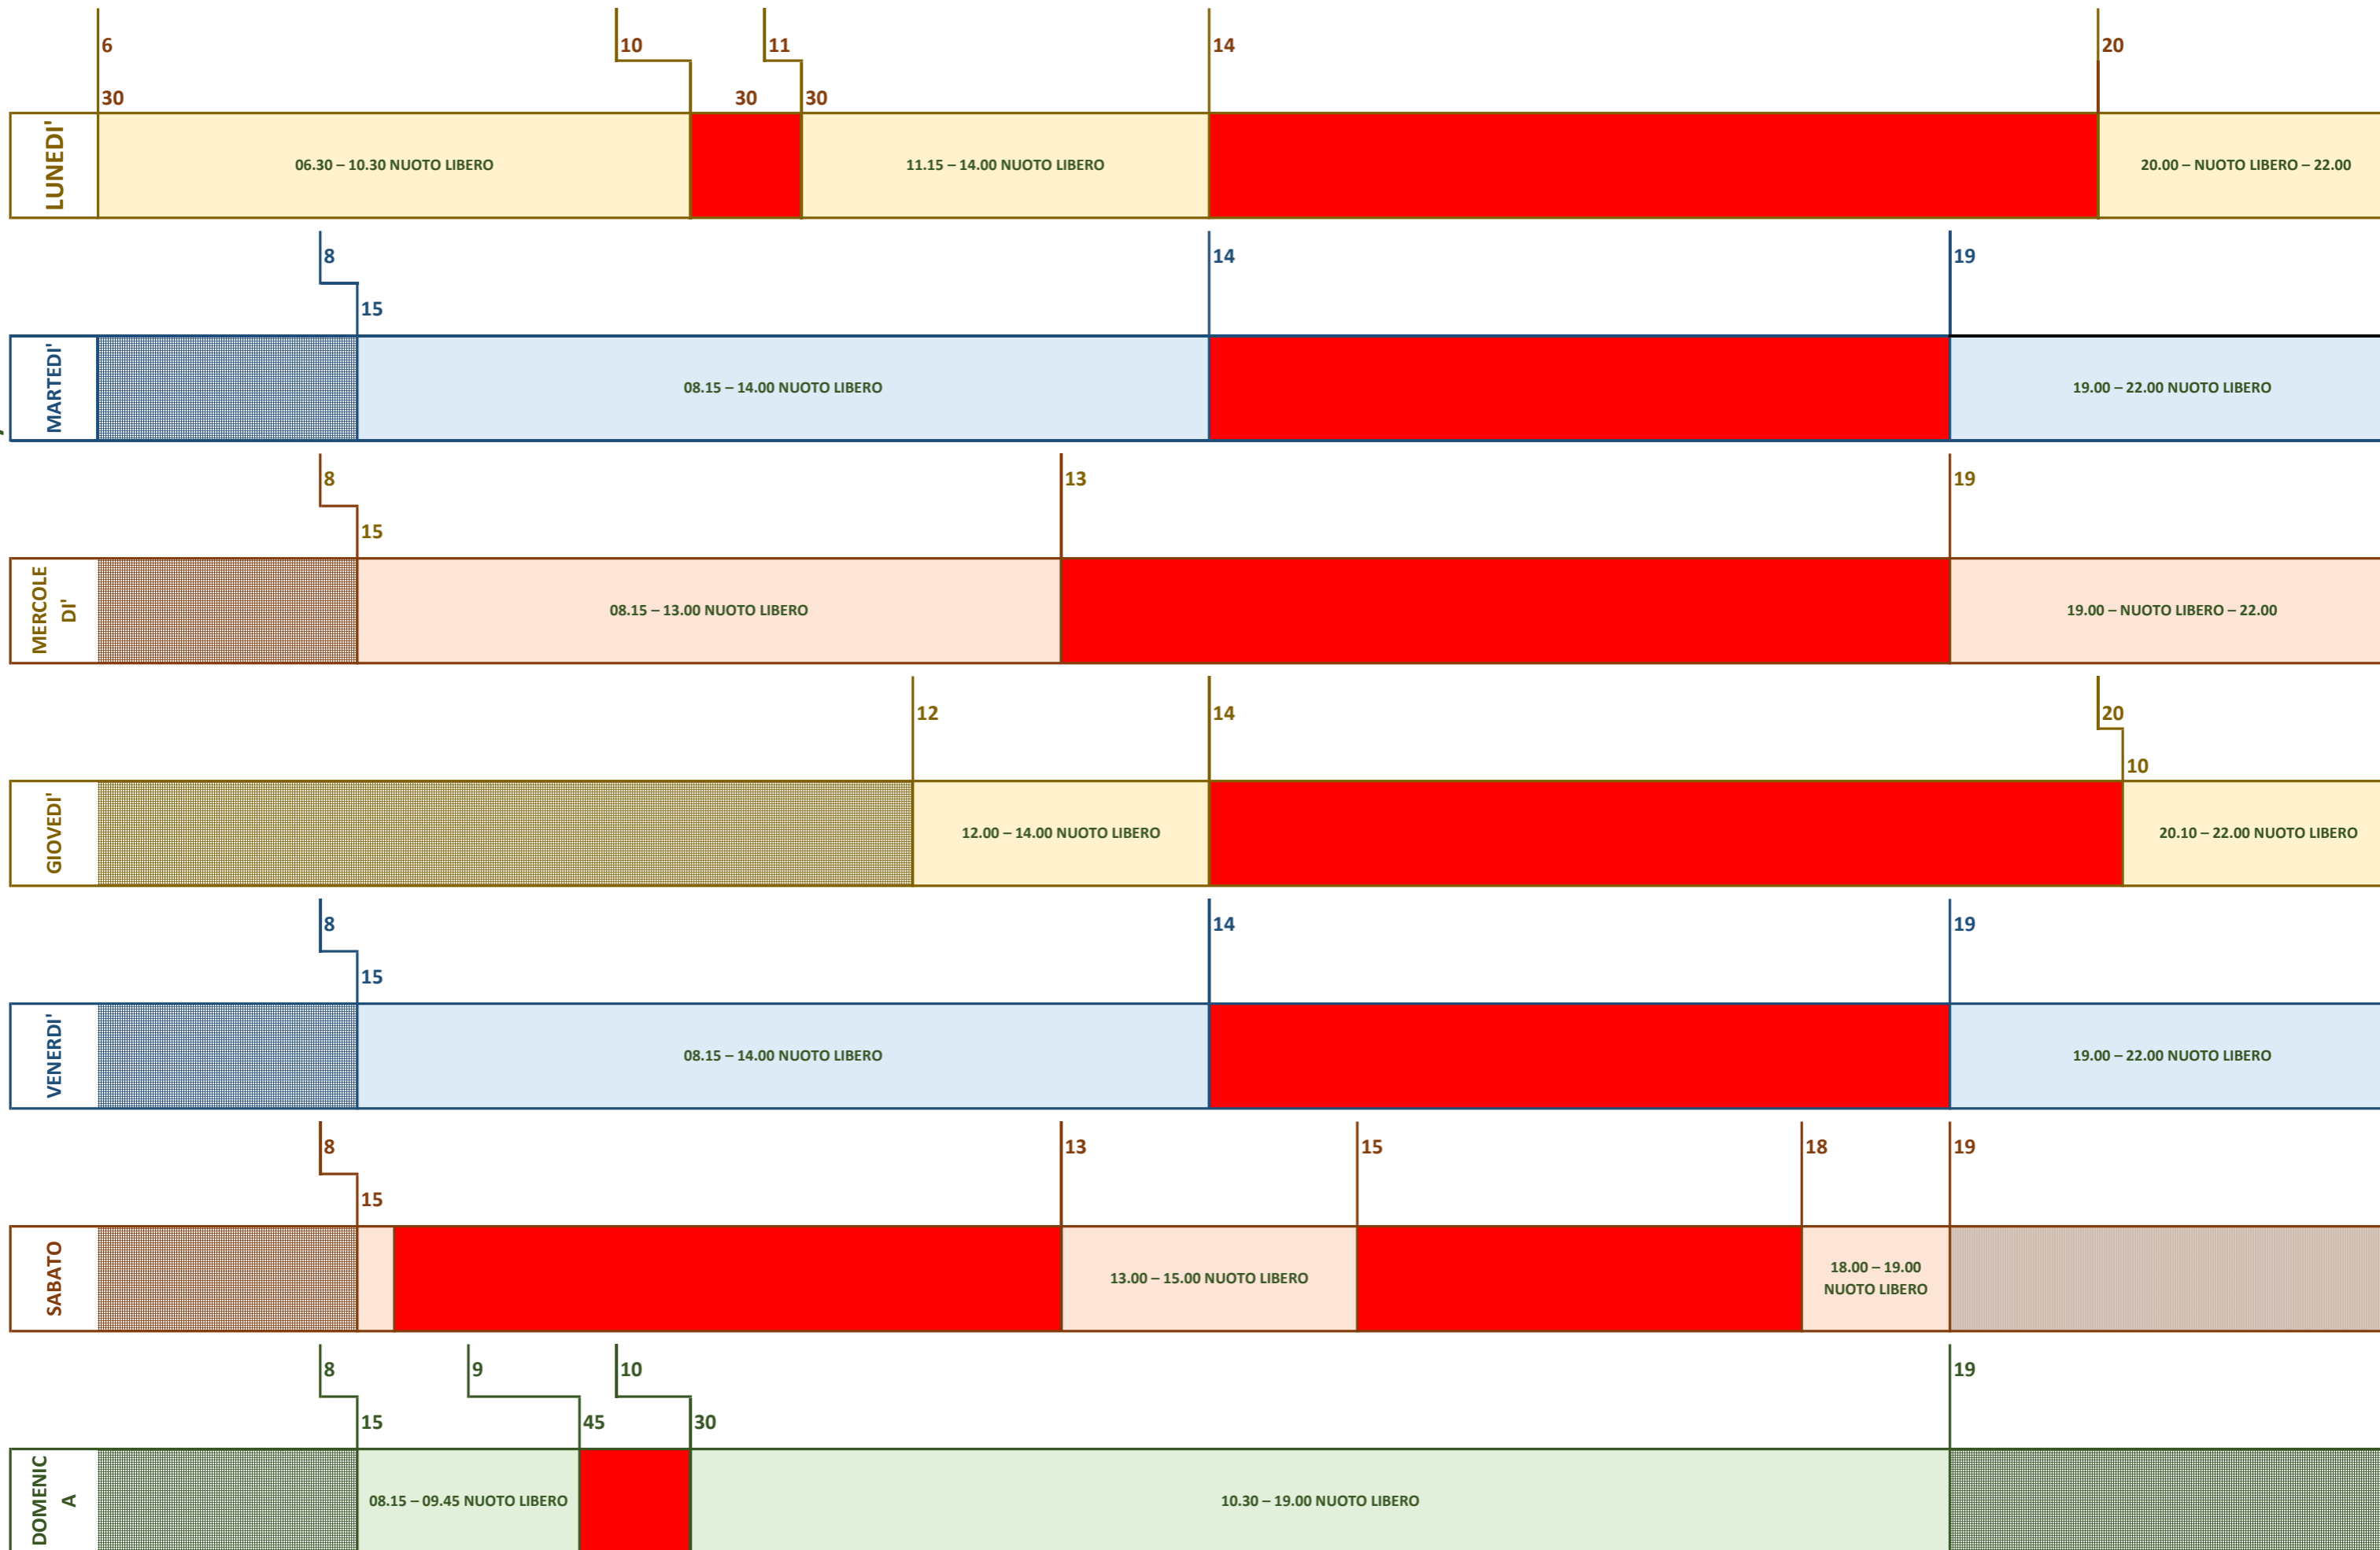 6 10 11 14 20
30 30 30
LUNEDI'
06.30 – 10.30 NUOTO LIBERO
11.15 – 14.00 NUOTO LIBERO
20.00 – NUOTO LIBERO – 22.00
8 14 19
15
MARTEDI'
08.15 – 14.00 NUOTO LIBERO
19.00 – 22.00 NUOTO LIBERO
8 13 19
15
MERCOLE
DI'
08.15 – 13.00 NUOTO LIBERO
19.00 – NUOTO LIBERO – 22.00
12 14 20
10
GIOVEDI'
12.00 – 14.00 NUOTO LIBERO
20.10 – 22.00 NUOTO LIBERO
8 14 19
15
VENERDI'
08.15 – 14.00 NUOTO LIBERO
19.00 – 22.00 NUOTO LIBERO
8 13 15 18 19
15
SABATO
13.00 – 15.00 NUOTO LIBERO
18.00 – 19.00
NUOTO LIBERO
8 9 10 19
15 45 30
DOMENIC
A
08.15 – 09.45 NUOTO LIBERO
10.30 – 19.00 NUOTO LIBERO